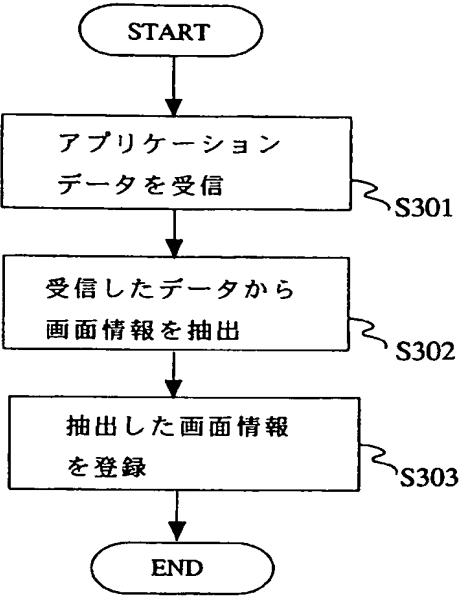 START
アプリケーション
データを受信
S301
受信したデータから
画面情報を抽出
S302
抽出した画面情報
を登録
S303
END